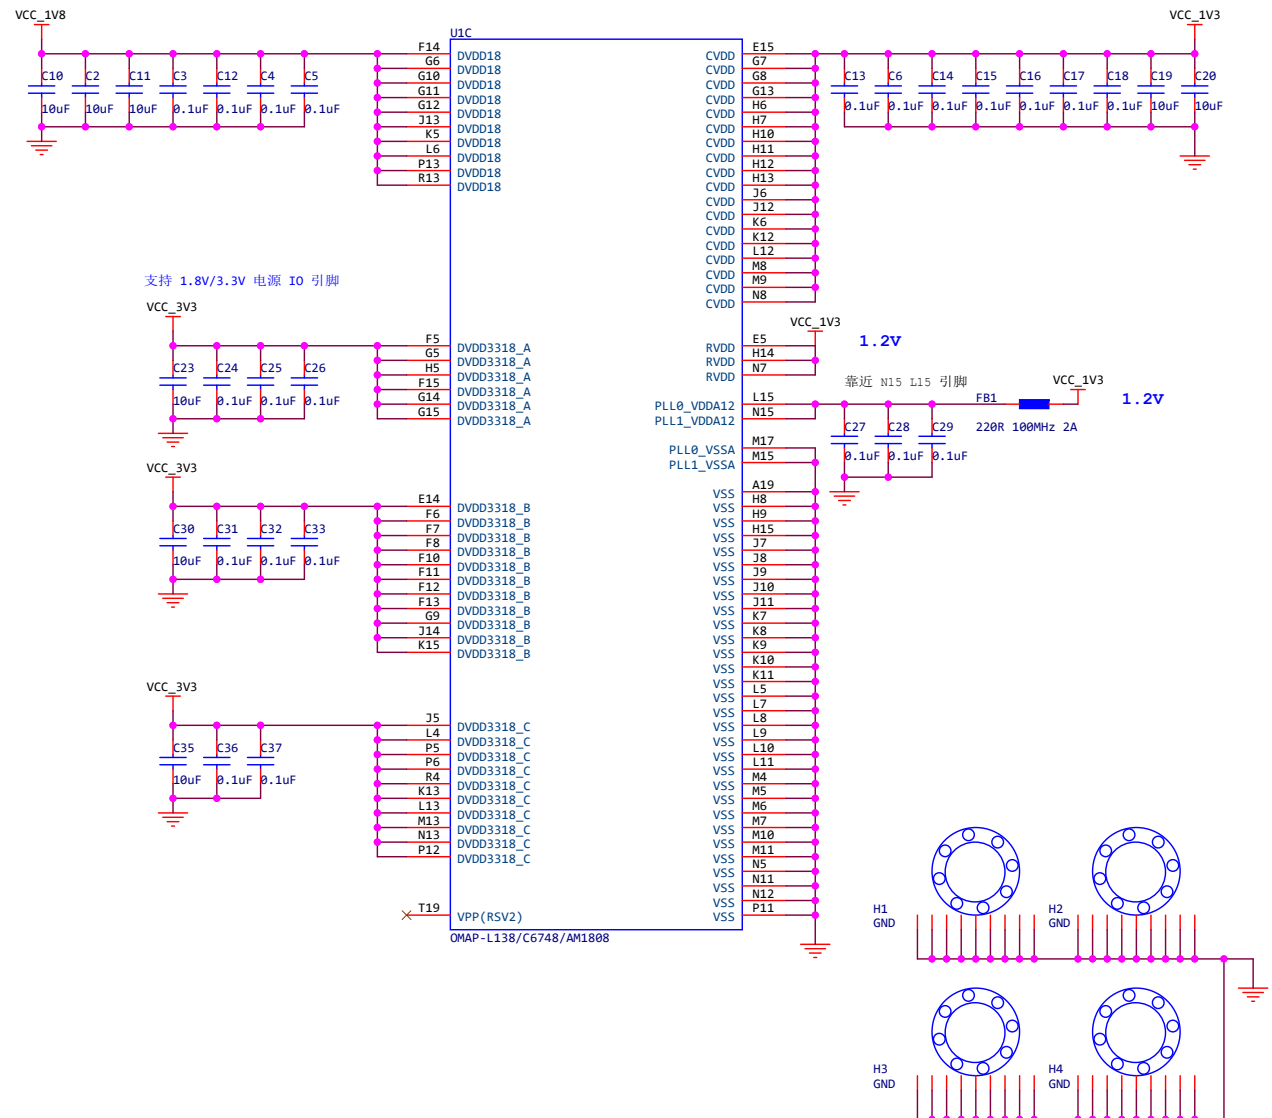 VCC_1V8
VCC_1V3
U1C
C10 C2 C11 C3 C12 C4 C5
10uF 10uF 10uF 0.1uF 0.1uF 0.1uF 0.1uF
C13 C6 C14 C15 C16 C17 C18 C19 C20
0.1uF 0.1uF 0.1uF 0.1uF 0.1uF 0.1uF 0.1uF 10uF 10uF
F14 DVDD18
G6 DVDD18
G10 DVDD18
G11 DVDD18
G12 DVDD18
J13 DVDD18
K5 DVDD18
L6 DVDD18
P13 DVDD18
R13 DVDD18
CVDD E15
CVDD G7
CVDD G8
CVDD G13
CVDD H6
CVDD H7
CVDD H10
CVDD H11
CVDD H12
CVDD H13
CVDD J6
CVDD J12
CVDD K6
CVDD K12
CVDD L12
CVDD M8
CVDD M9
CVDD N8
支持 1.8V/3.3V 电源 IO 引脚
VCC_3V3
C23 C24 C25 C26
10uF 0.1uF 0.1uF 0.1uF
F5 DVDD3318_A
G5 DVDD3318_A
H5 DVDD3318_A
F15 DVDD3318_A
G14 DVDD3318_A
G15 DVDD3318_A
VCC_1V3
1.2V
RVDD E5
RVDD H14
RVDD N7
靠近 N15 L15 引脚
VCC_1V3
1.2V
FB1
220R 100MHz 2A
PLL0_VDDA12 L15
PLL1_VDDA12 N15
C27 C28 C29
0.1uF 0.1uF 0.1uF
PLL0_VSSA M17
PLL1_VSSA M15
VCC_3V3
C30 C31 C32 C33
10uF 0.1uF 0.1uF 0.1uF
E14 DVDD3318_B
F6 DVDD3318_B
F7 DVDD3318_B
F8 DVDD3318_B
F10 DVDD3318_B
F11 DVDD3318_B
F12 DVDD3318_B
F13 DVDD3318_B
G9 DVDD3318_B
J14 DVDD3318_B
K15 DVDD3318_B
VSS A19
VSS H8
VSS H9
VSS H15
VSS J7
VSS J8
VSS J9
VSS J10
VSS J11
VSS K7
VSS K8
VSS K9
VSS K10
VSS K11
VSS L5
VSS L7
VSS L8
VSS L9
VSS L10
VSS L11
VSS M4
VSS M5
VSS M6
VSS M7
VSS M10
VSS M11
VSS N5
VSS N11
VSS N12
VSS P11
VCC_3V3
C35 C36 C37
10uF 0.1uF 0.1uF
J5 DVDD3318_C
L4 DVDD3318_C
P5 DVDD3318_C
P6 DVDD3318_C
R4 DVDD3318_C
K13 DVDD3318_C
L13 DVDD3318_C
M13 DVDD3318_C
N13 DVDD3318_C
P12 DVDD3318_C
T19 VPP(RSV2)
OMAP-L138/C6748/AM1808
H1
GND
H2
GND
H3
GND
H4
GND